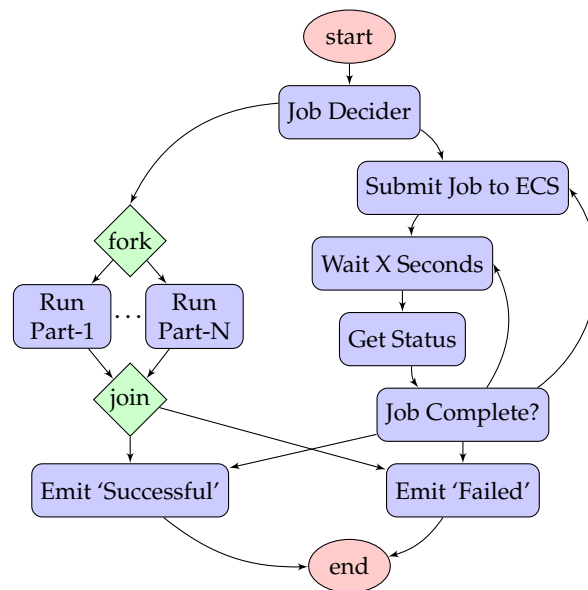 start
Job Decider
Submit Job to ECS
fork
Wait X Seconds
Run
Part-1
...
Run
Part-N
Get Status
join
Job Complete?
Emit ‘Successful’
Emit ‘Failed’
end